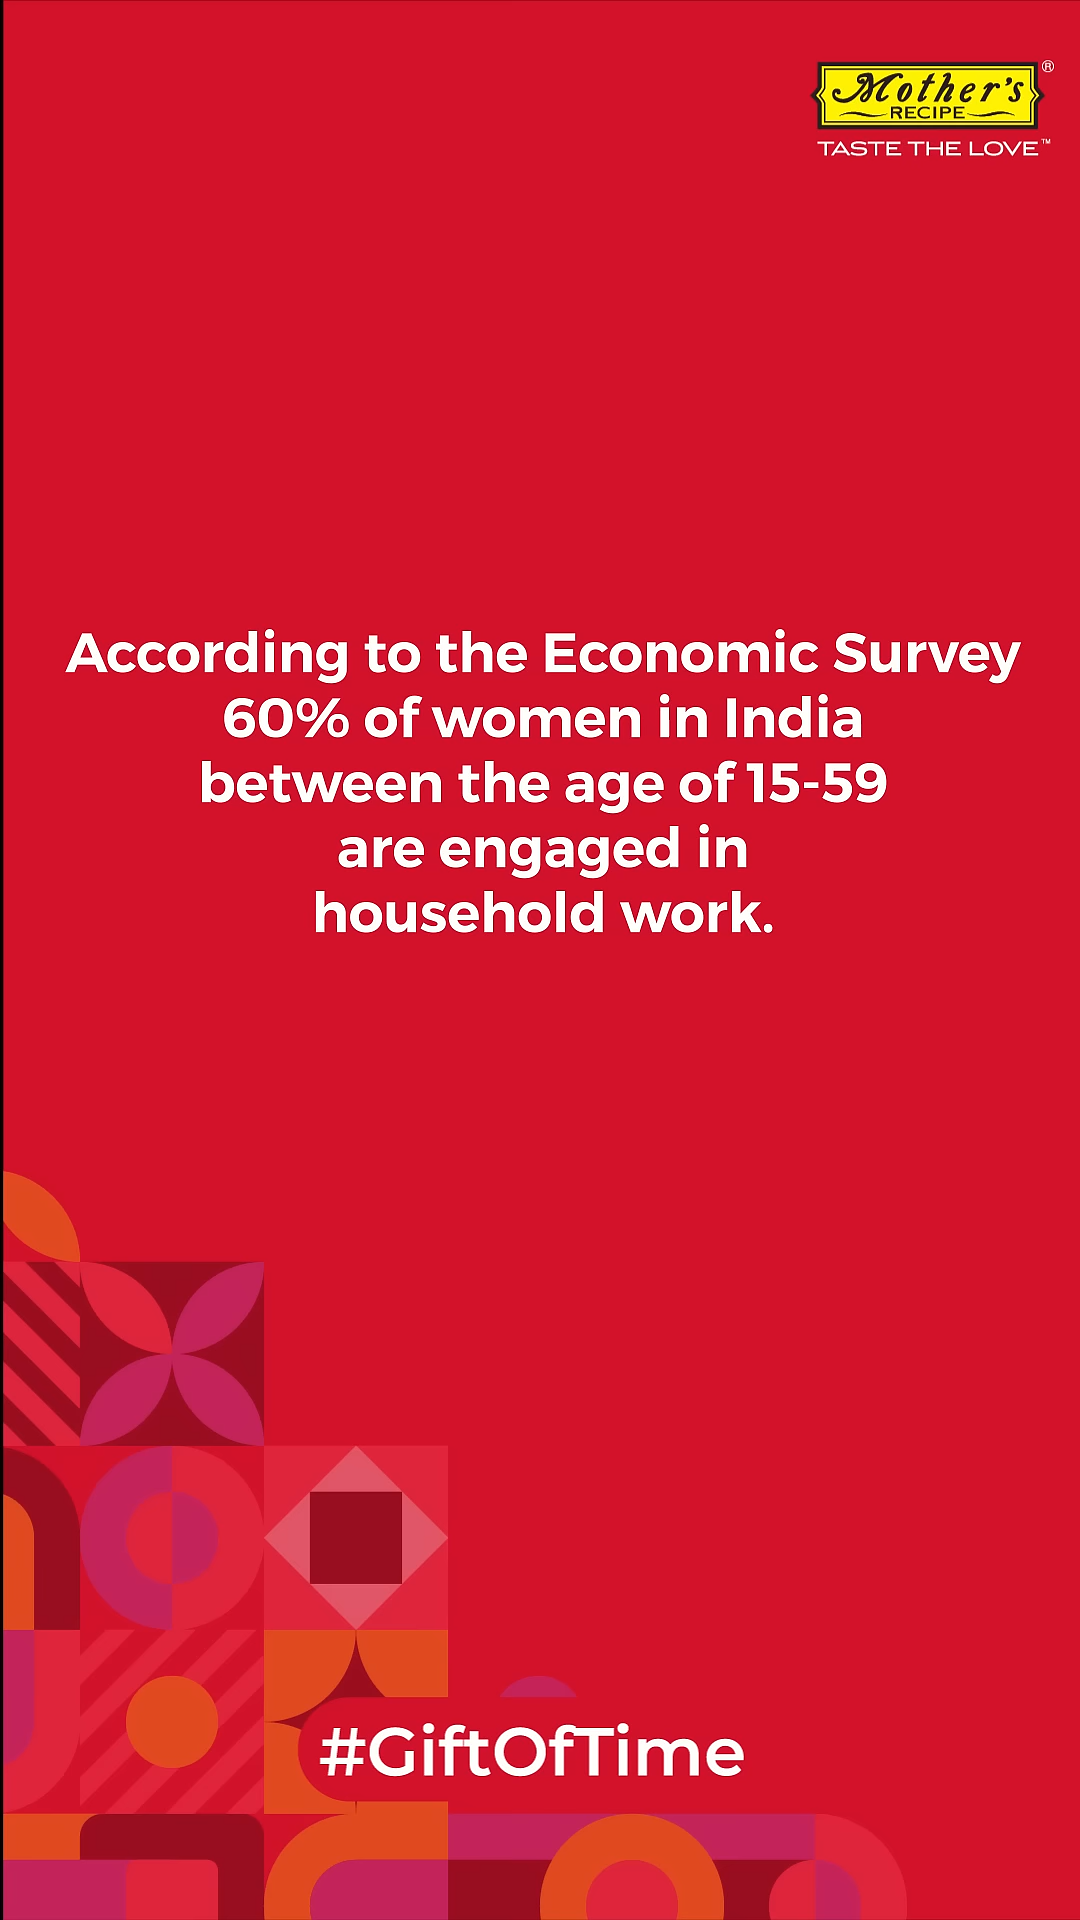 Mother's®
RECIPE
TASTE THE LOVE™
According to the Economic Survey
60% of women in India
between the age of 15-59
are engaged in
household work.
#GiftOfTime